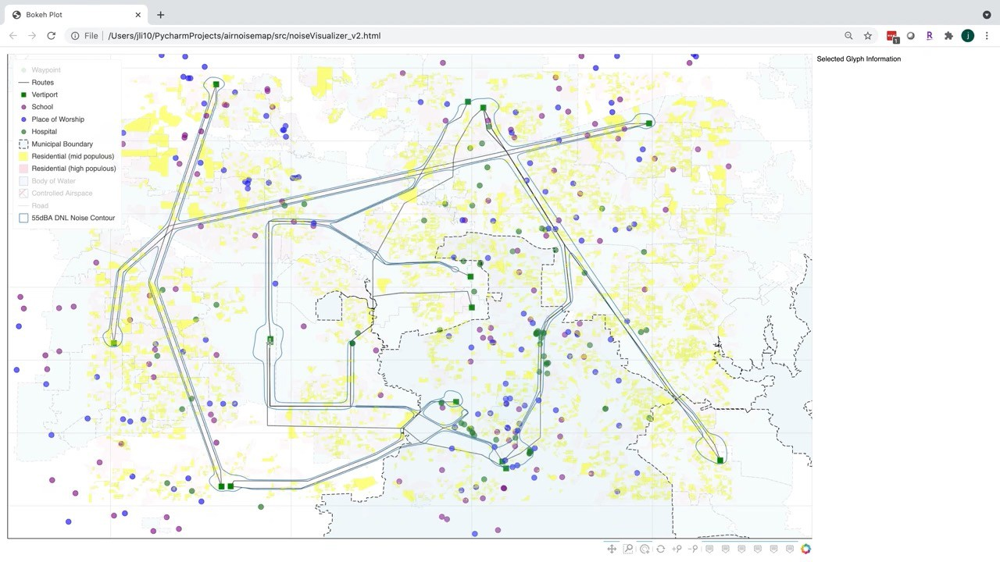 Bokeh Plot
File /Users/jli10/PycharmProjects/airnoisemap/src/noiseVisualizer_v2.html
1
R
j
Selected Glyph Information
Waypoint
Routes
Vertiport
School
Place of Worship
Hospital
Municipal Boundary
Residential (mid populous)
Residential (high populous)
Body of Water
Controlled Airspace
Road
55dBA DNL Noise Contour